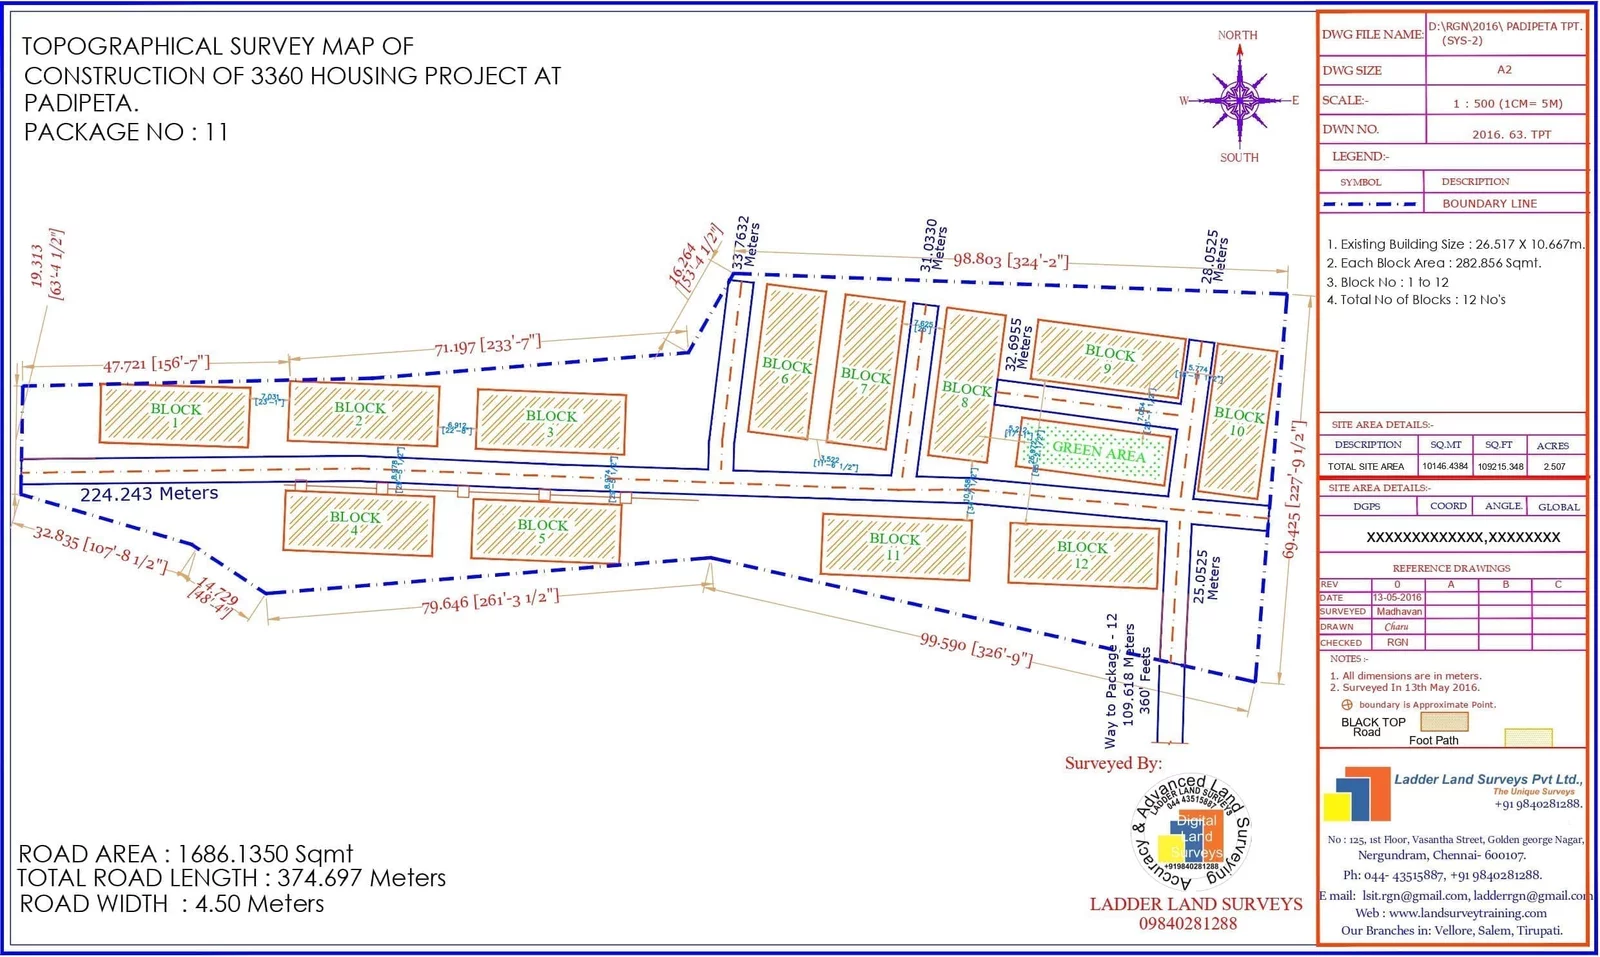 TOPOGRAPHICAL SURVEY MAP OF
CONSTRUCTION OF 3360 HOUSING PROJECT AT
PADIPETA.
PACKAGE NO : 11
NORTH
W
E
SOUTH
19.313
[63'-4 1/2"]
47.721 [156'-7"]
71.197 [233'-7"]
16.264
[53'-4 1/2"]
33.7632
Meters
98.803 [324'-2"]
31.0330
Meters
28.0525
Meters
32.6955
Meters
BLOCK
1
7.031
[23'-1"]
BLOCK
2
6.912
[22'-8"]
BLOCK
3
BLOCK
6
BLOCK
7
7.625
[25']
BLOCK
8
BLOCK
9
5.774
BLOCK
10
GREEN AREA
3.522
[11'-6 1/2"]
224.243 Meters
BLOCK
4
BLOCK
5
BLOCK
11
BLOCK
12
32.835 [107'-8 1/2"]
14.729
[48'-4"]
79.646 [261'-3 1/2"]
99.590 [326'-9"]
69.425 [227'-9 1/2"]
25.0525
Meters
Way to Package - 12
109.618 Meters
360' Feets
Surveyed By:
Accuracy & Advanced Land Surveying
LADDER LAND SURVEYS
044 43515887
Digital
Land
Surveys
+919840281288
LADDER LAND SURVEYS
09840281288
ROAD AREA : 1686.1350 Sqmt
TOTAL ROAD LENGTH : 374.697 Meters
ROAD WIDTH : 4.50 Meters
DWG FILE NAME: D:\RGN\2016\ PADIPETA TPT.
(SYS-2)
DWG SIZE A2
SCALE:- 1 : 500 (1CM= 5M)
DWN NO. 2016. 63. TPT
LEGEND:-
SYMBOL DESCRIPTION
BOUNDARY LINE
1. Existing Building Size : 26.517 X 10.667m.
2. Each Block Area : 282.856 Sqmt.
3. Block No : 1 to 12
4. Total No of Blocks : 12 No's
SITE AREA DETAILS:-
DESCRIPTION SQ.MT SQ.FT ACRES
TOTAL SITE AREA 10146.4384 109215.348 2.507
SITE AREA DETAILS:-
DGPS COORD ANGLE. GLOBAL
XXXXXXXXXXXXX,XXXXXXXX
REFERENCE DRAWINGS
REV 0 A B C
DATE 13-05-2016
SURVEYED Madhavan
DRAWN Charu
CHECKED RGN
NOTES :-
1. All dimensions are in meters.
2. Surveyed In 13th May 2016.
boundary is Approximate Point.
BLACK TOP
Road
Foot Path
Ladder Land Surveys Pvt Ltd.,
The Unique Surveys
+91 9840281288.
No : 125, 1st Floor, Vasantha Street, Golden george Nagar,
Nergundram, Chennai- 600107.
Ph: 044- 43515887, +91 9840281288.
E mail: lsit.rgn@gmail.com, ladderrgn@gmail.com
Web : www.landsurveytraining.com
Our Branches in: Vellore, Salem, Tirupati.